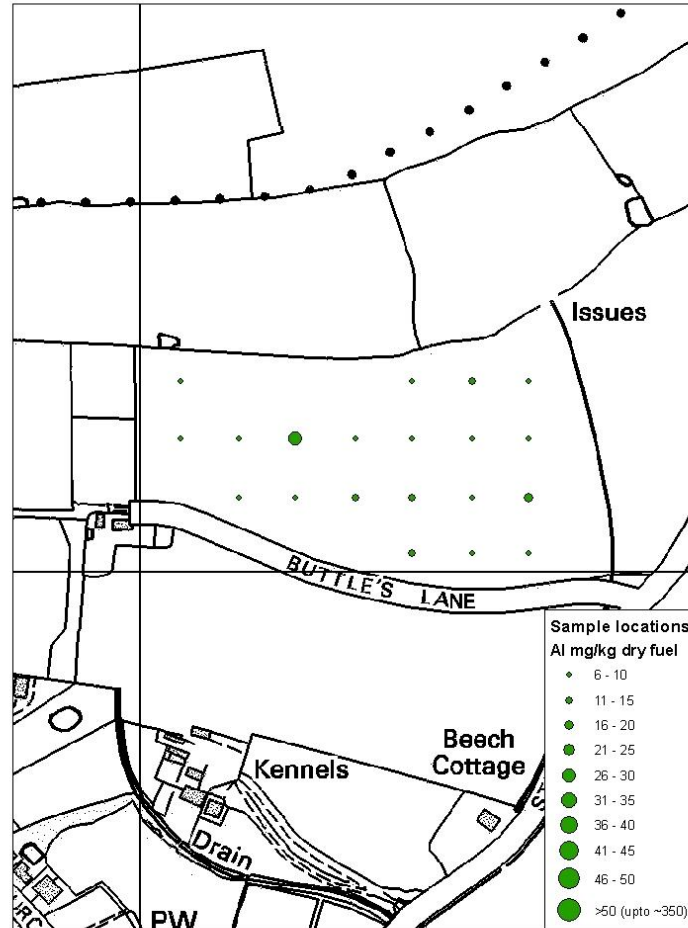 Issues
BUTTLE'S LANE
Sample locations
Al mg/kg dry fuel
6 - 10
11 - 15
16 - 20
21 - 25
26 - 30
31 - 35
36 - 40
41 - 45
46 - 50
>50 (upto ~350)
Beech
Cottage
Kennels
Drain
PW